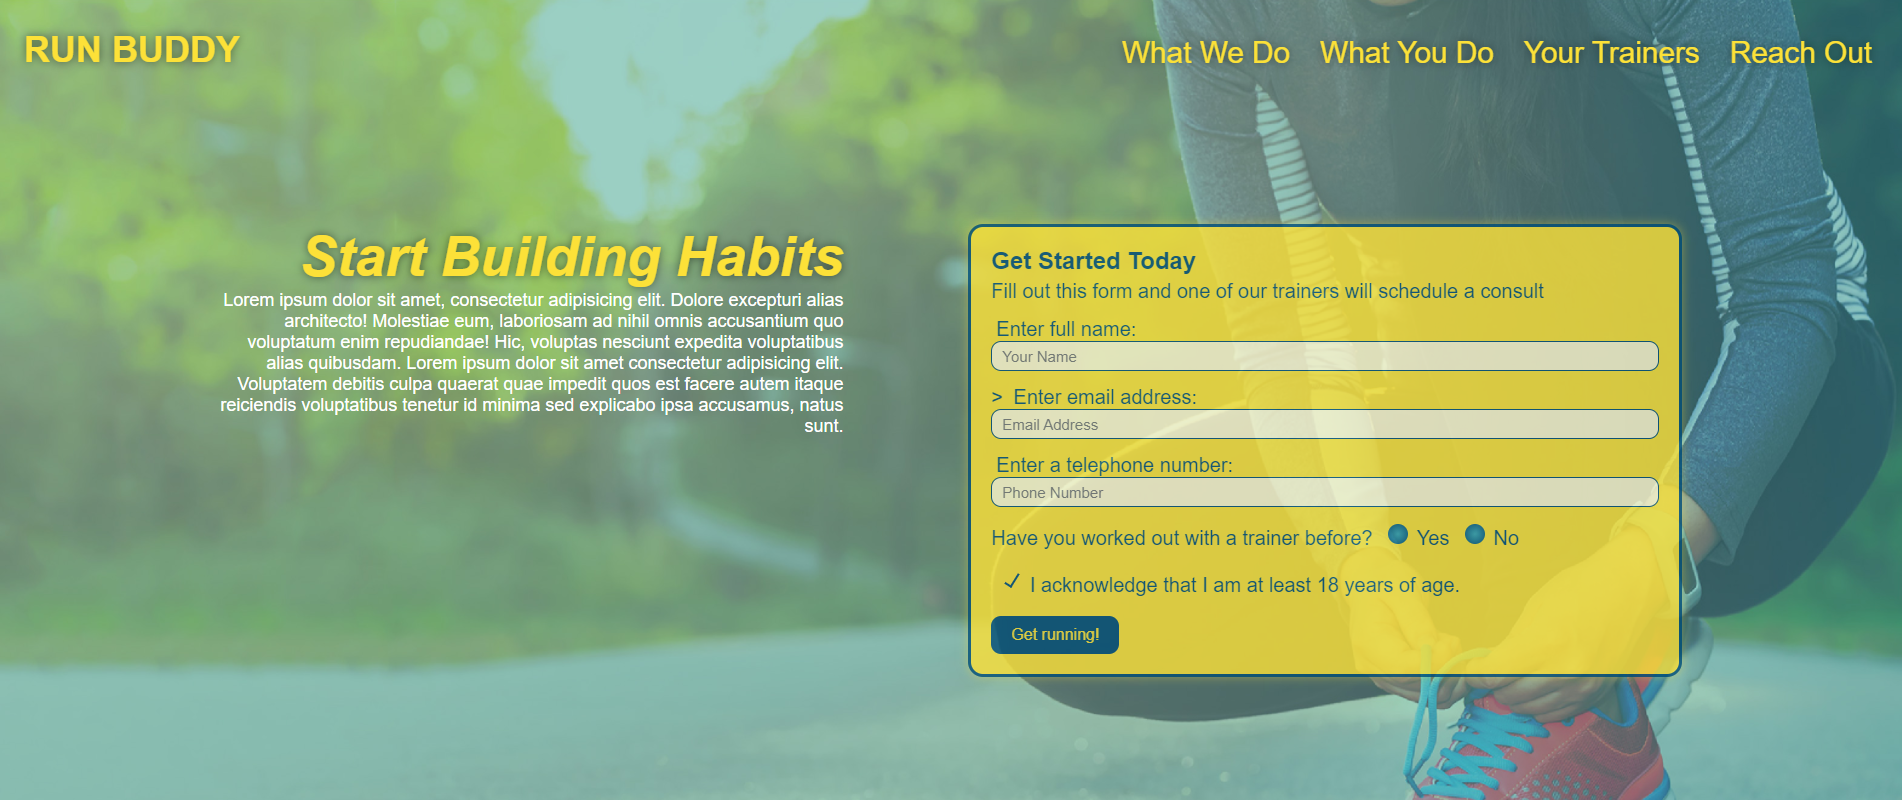 RUN BUDDY
What We Do What You Do Your Trainers Reach Out
Start Building Habits
Lorem ipsum dolor sit amet, consectetur adipisicing elit. Dolore excepturi alias
architecto! Molestiae eum, laboriosam ad nihil omnis accusantium quo
voluptatum enim repudiandae! Hic, voluptas nesciunt expedita voluptatibus
alias quibusdam. Lorem ipsum dolor sit amet consectetur adipisicing elit.
Voluptatem debitis culpa quaerat quae impedit quos est facere autem itaque
reiciendis voluptatibus tenetur id minima sed explicabo ipsa accusamus, natus
sunt.
Get Started Today
Fill out this form and one of our trainers will schedule a consult
Enter full name:
Your Name
> Enter email address:
Email Address
Enter a telephone number:
Phone Number
Have you worked out with a trainer before? Yes No
I acknowledge that I am at least 18 years of age.
Get running!